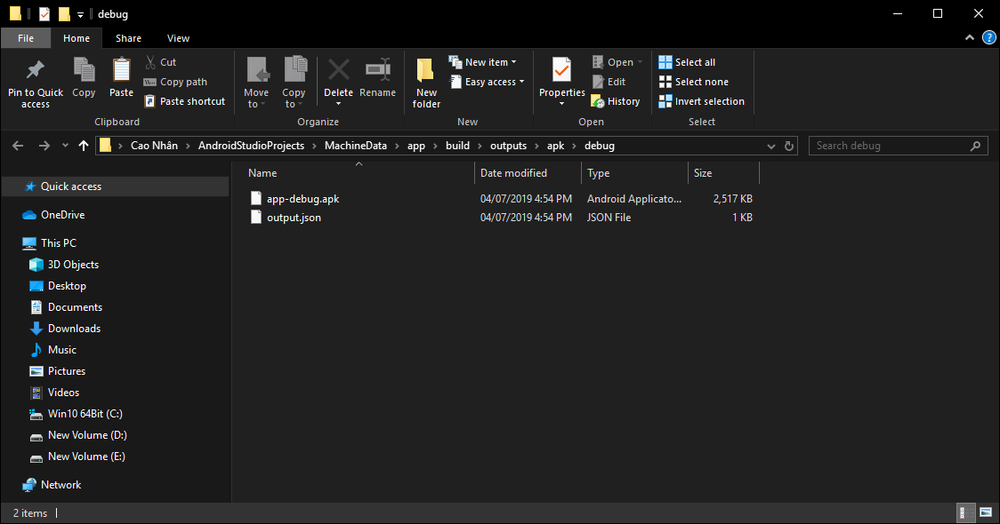 debug
File Home Share View
Pin to Quick access
Copy
Paste
Cut
Copy path
Paste shortcut
Clipboard
Move to
Copy to
Delete
Rename
Organize
New folder
New item
Easy access
New
Properties
Open
Edit
History
Open
Select all
Select none
Invert selection
Select
Cao Nhân > AndroidStudioProjects > MachineData > app > build > outputs > apk > debug
Search debug
Quick access
OneDrive
This PC
3D Objects
Desktop
Documents
Downloads
Music
Pictures
Videos
Win10 64Bit (C:)
New Volume (D:)
New Volume (E:)
Network
Name Date modified Type Size
app-debug.apk 04/07/2019 4:54 PM Android Applicato... 2,517 KB
output.json 04/07/2019 4:54 PM JSON File 1 KB
2 items